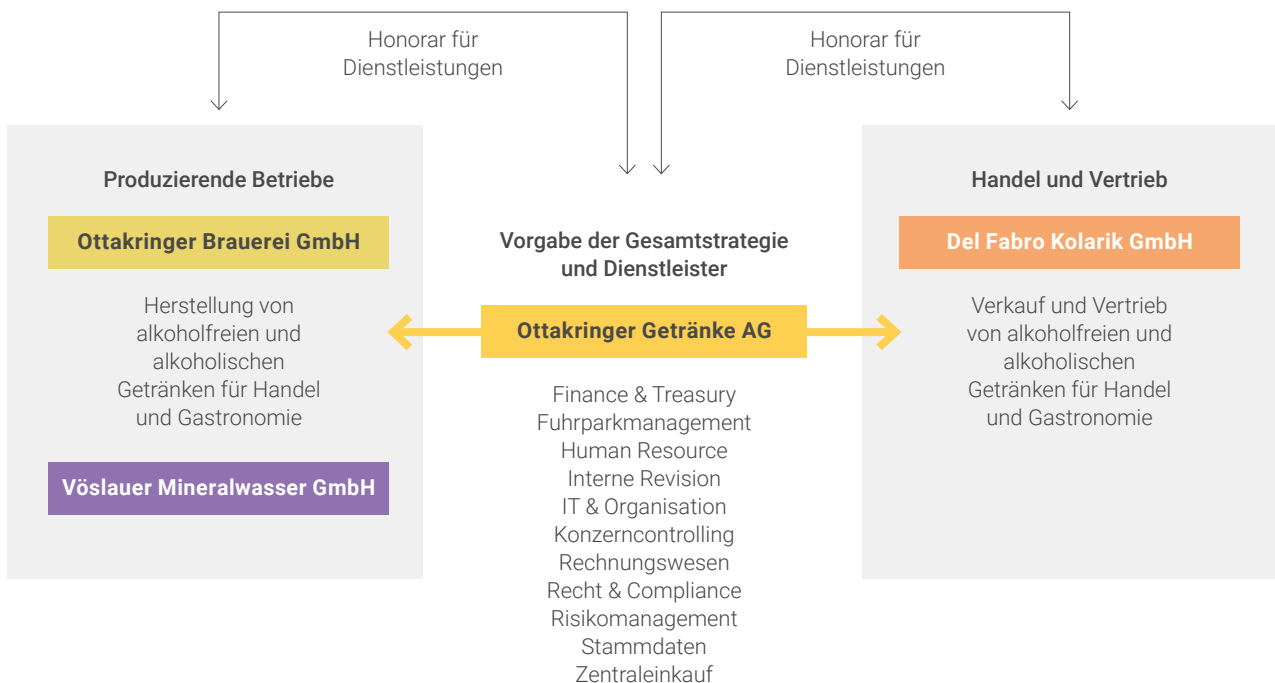 Honorar für
Dienstleistungen
Honorar für
Dienstleistungen
Produzierende Betriebe
Ottakringer Brauerei GmbH
Herstellung von
alkoholfreien und
alkoholischen
Getränken für Handel
und Gastronomie
Vöslauer Mineralwasser GmbH
Vorgabe der Gesamtstrategie
und Dienstleister
Ottakringer Getränke AG
Finance & Treasury
Fuhrparkmanagement
Human Resource
Interne Revision
IT & Organisation
Konzerncontrolling
Rechnungswesen
Recht & Compliance
Risikomanagement
Stammdaten
Zentraleinkauf
Handel und Vertrieb
Del Fabro Kolarik GmbH
Verkauf und Vertrieb
von alkoholfreien und
alkoholischen
Getränken für Handel
und Gastronomie